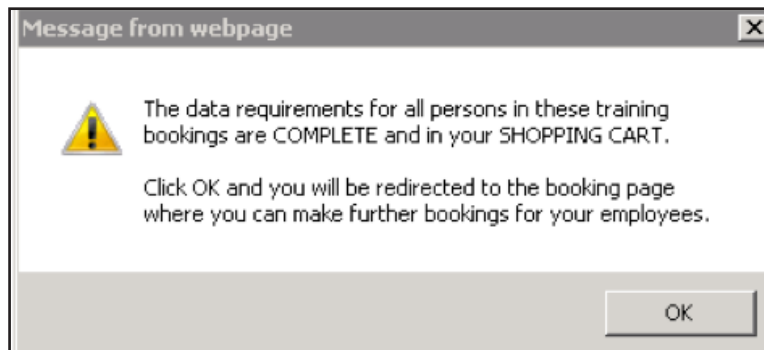 Message from webpage
The data requirements for all persons in these training
bookings are COMPLETE and in your SHOPPING CART.
Click OK and you will be redirected to the booking page
where you can make further bookings for your employees.
OK